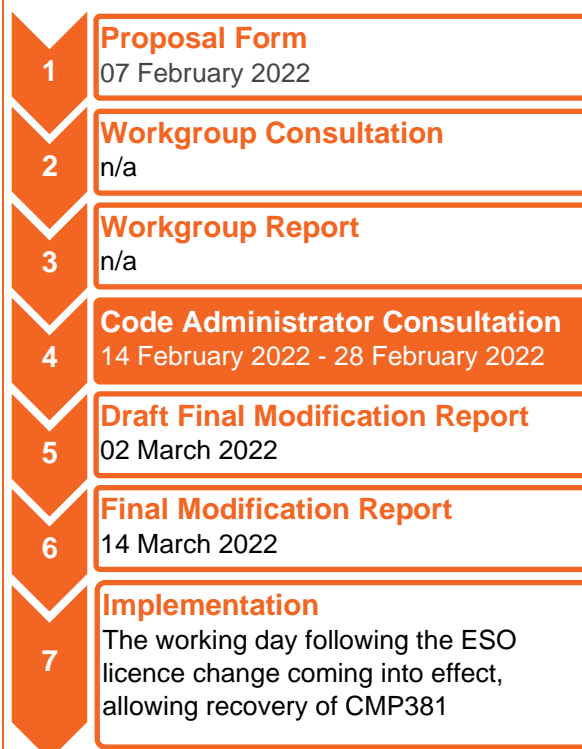 1
Proposal Form
07 February 2022
2
Workgroup Consultation
n/a
3
Workgroup Report
n/a
4
Code Administrator Consultation
14 February 2022 - 28 February 2022
5
Draft Final Modification Report
02 March 2022
6
Final Modification Report
14 March 2022
7
Implementation
The working day following the ESO
licence change coming into effect,
allowing recovery of CMP381